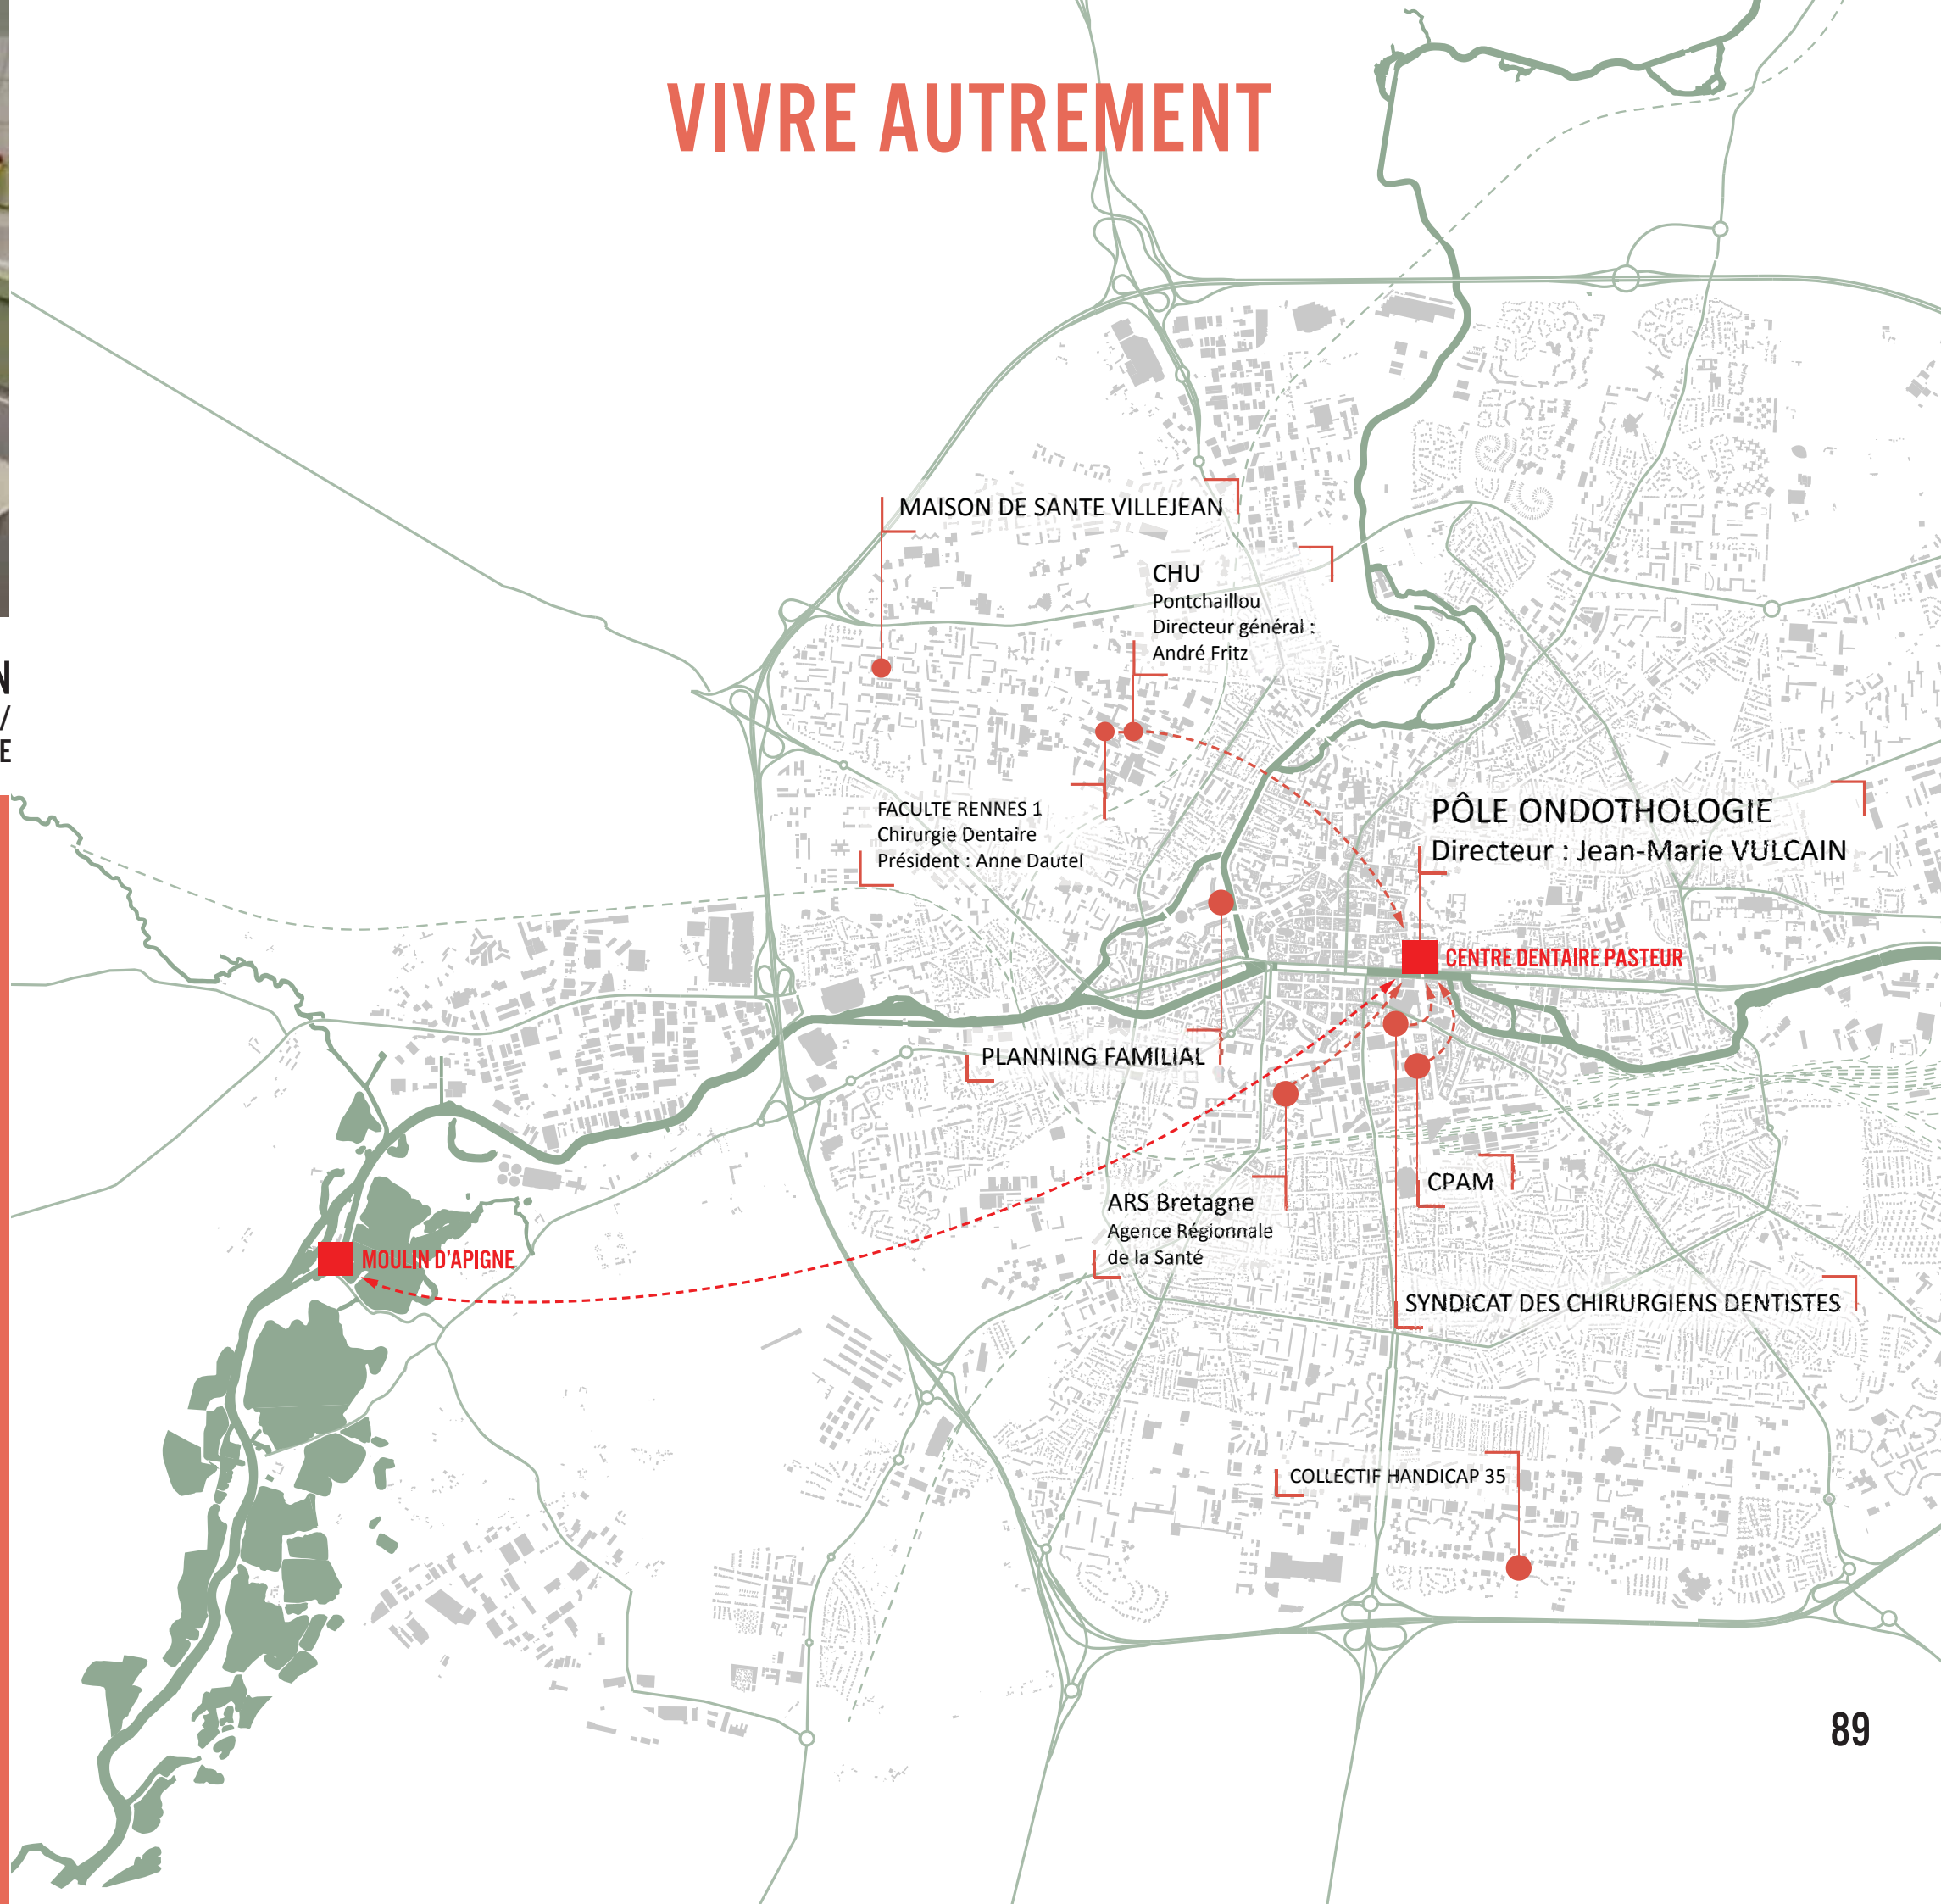 VIVRE AUTREMENT
MAISON DE SANTE VILLEJEAN
CHU
Pontchaillou
Directeur général :
André Fritz
N
/
E
FACULTE RENNES 1
Chirurgie Dentaire
Président : Anne Dautel
PÔLE ONDOTHOLOGIE
Directeur : Jean-Marie VULCAIN
CENTRE DENTAIRE PASTEUR
PLANNING FAMILIAL
CPAM
ARS Bretagne
Agence Régionnale
de la Santé
MOULIN D'APIGNE
SYNDICAT DES CHIRURGIENS DENTISTES
COLLECTIF HANDICAP 35
89